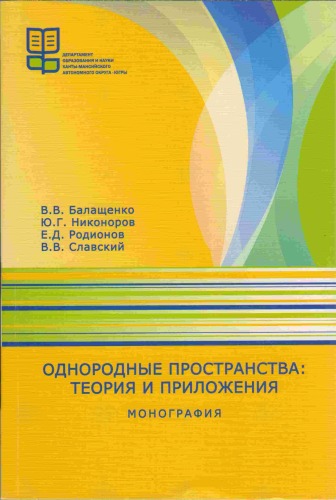 ДЕПАРТАМЕНТ
ОБРАЗОВАНИЯ И НАУКИ
ХАНТЫ-МАНСИЙСКОГО
АВТОНОМНОГО ОКРУГА -ЮГРЫ
В.В. Балащенко
Ю.Г. Никоноров
Е.Д. Родионов
В.В. Славский
ОДНОРОДНЫЕ ПРОСТРАНСТВА:
ТЕОРИЯ И ПРИЛОЖЕНИЯ
МОНОГРАФИЯ